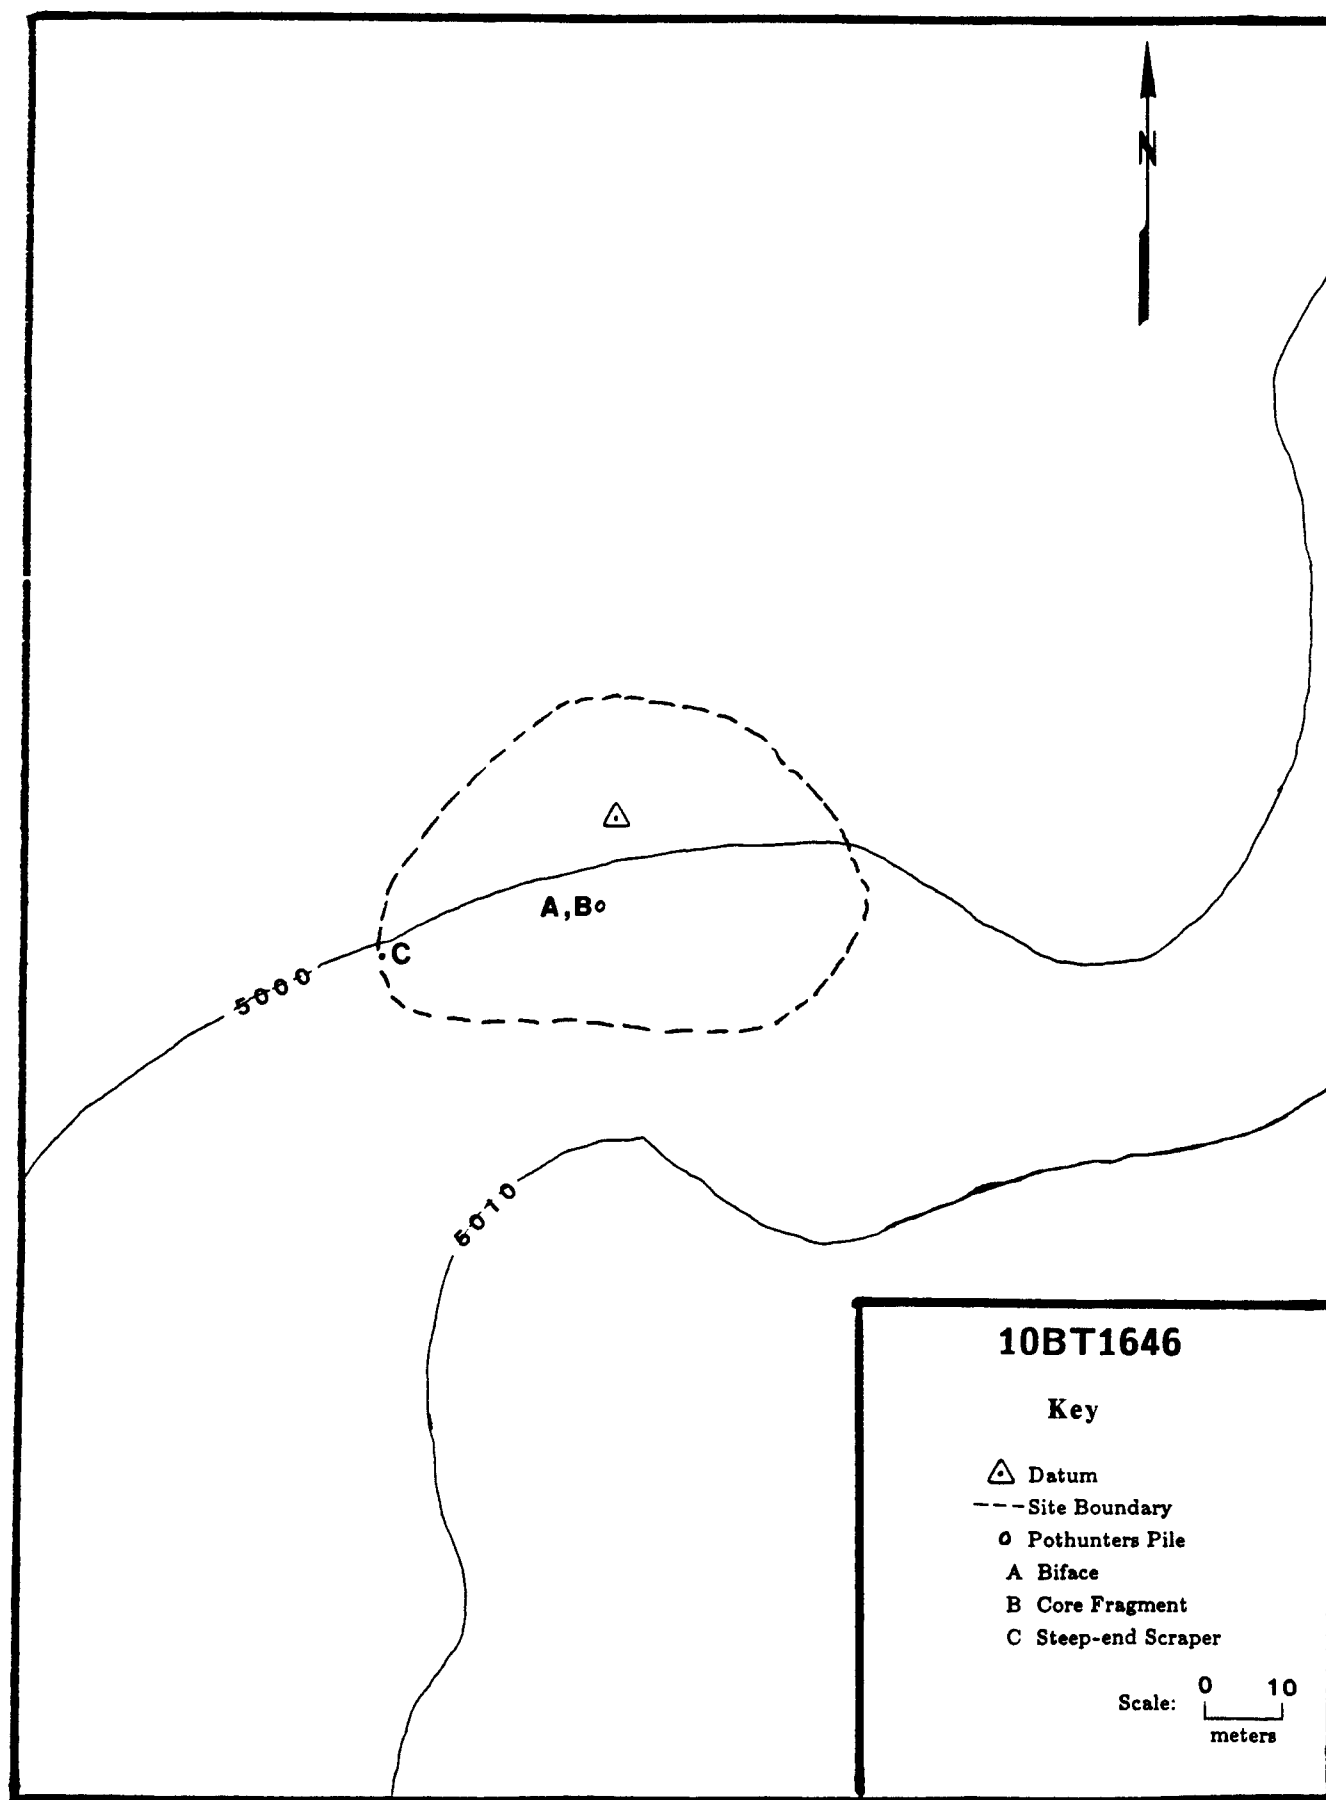 N
A,B
C
5000
5010
10BT1646
Key
Datum
Site Boundary
Pothunters Pile
A Biface
B Core Fragment
C Steep-end Scraper
0 10
Scale:
meters